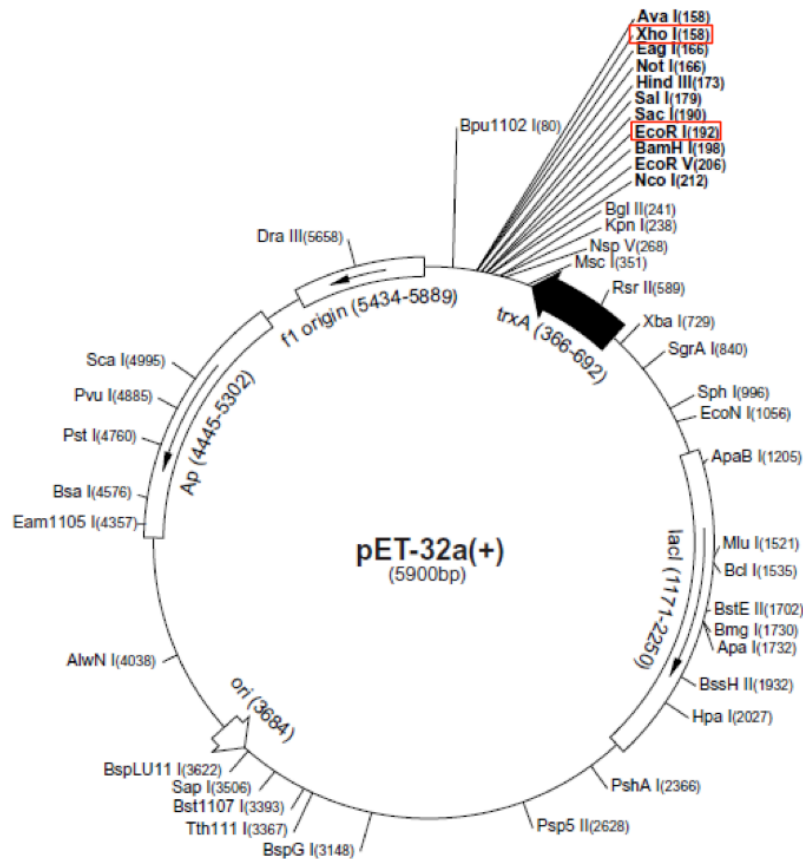 Ava I(158)
Xho I(158)
Eag I(166)
Not I(166)
Hind III(173)
Sal I(179)
Sac I(190)
EcoR I(192)
BamH I(198)
EcoR V(206)
Nco I(212)
Bpu1102 I(80)
Bgl II(241)
Kpn I(238)
Nsp V(268)
Msc I(351)
Rsr II(589)
Xba I(729)
SgrA I(840)
Sph I(996)
EcoN I(1056)
ApaB I(1205)
Mlu I(1521)
Bcl I(1535)
BstE II(1702)
Bmg I(1730)
Apa I(1732)
BssH II(1932)
Hpa I(2027)
PshA I(2366)
Psp5 II(2628)
BspG I(3148)
Tth111 I(3367)
Bst1107 I(3393)
Sap I(3506)
BspLU11 I(3622)
AlwN I(4038)
Eam1105 I(4357)
Bsa I(4576)
Pst I(4760)
Pvu I(4885)
Sca I(4995)
Dra III(5658)
f1 origin (5434-5889)
trxA (366-692)
lacI (1171-2250)
ori (3684)
Ap (4445-5302)
pET-32a(+)
(5900bp)